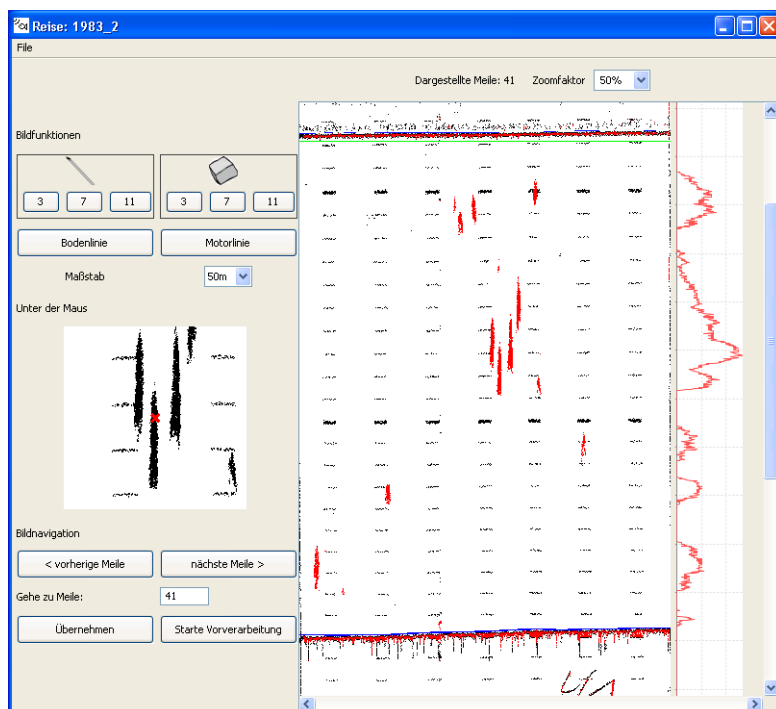 Reise: 1983_2
File
Dargestellte Meile: 41 Zoomfaktor 50%
Bildfunktionen
3 7 11 3 7 11
Bodenlinie Motorlinie
Maßstab 50m
Unter der Maus
Bildnavigation
< vorherige Meile nächste Meile >
Gehe zu Meile: 41
Übernehmen Starte Vorverarbeitung